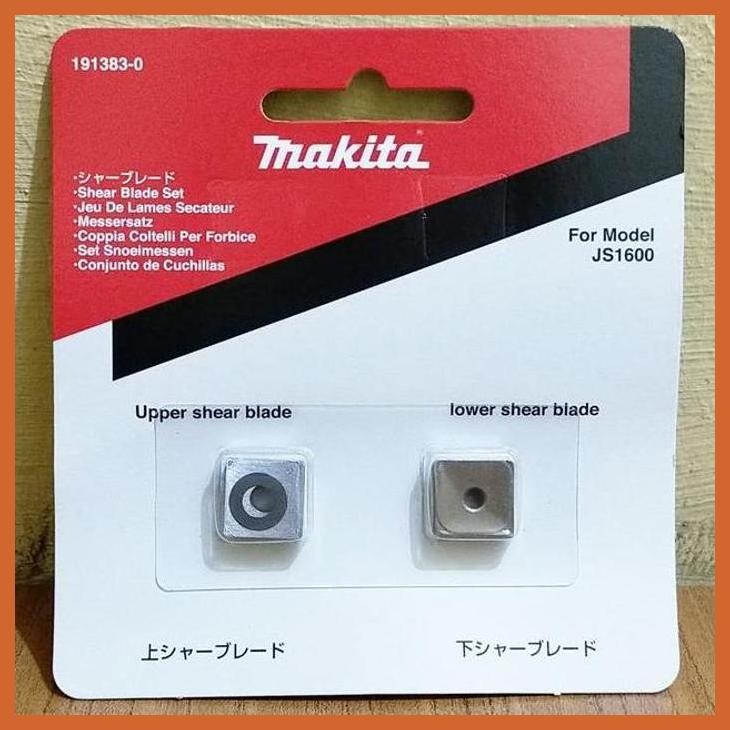 191383-0
makita
・シャーブレード
・Shear Blade Set
・Jeu De Lames Secateur
・Messersatz
・Coppia Coltelli Per Forbice
・Set Snoeimessen
・Conjunto de Cuchillas
For Model
JS1600
Upper shear blade
lower shear blade
上シャーブレード
下シャーブレード